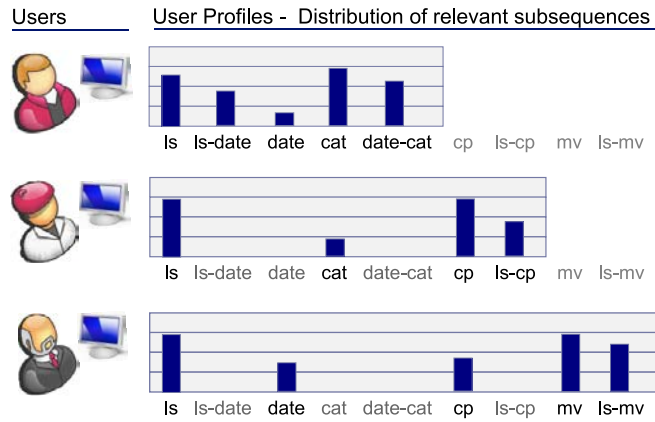 Users User Profiles - Distribution of relevant subsequences
ls ls-date date cat date-cat cp ls-cp mv ls-mv
ls ls-date date cat date-cat cp ls-cp mv ls-mv
ls ls-date date cat date-cat cp ls-cp mv ls-mv